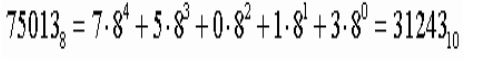 75013₈ = 7·8⁴ + 5·8³ + 0·8² + 1·8¹ + 3·8⁰ = 31243₁₀